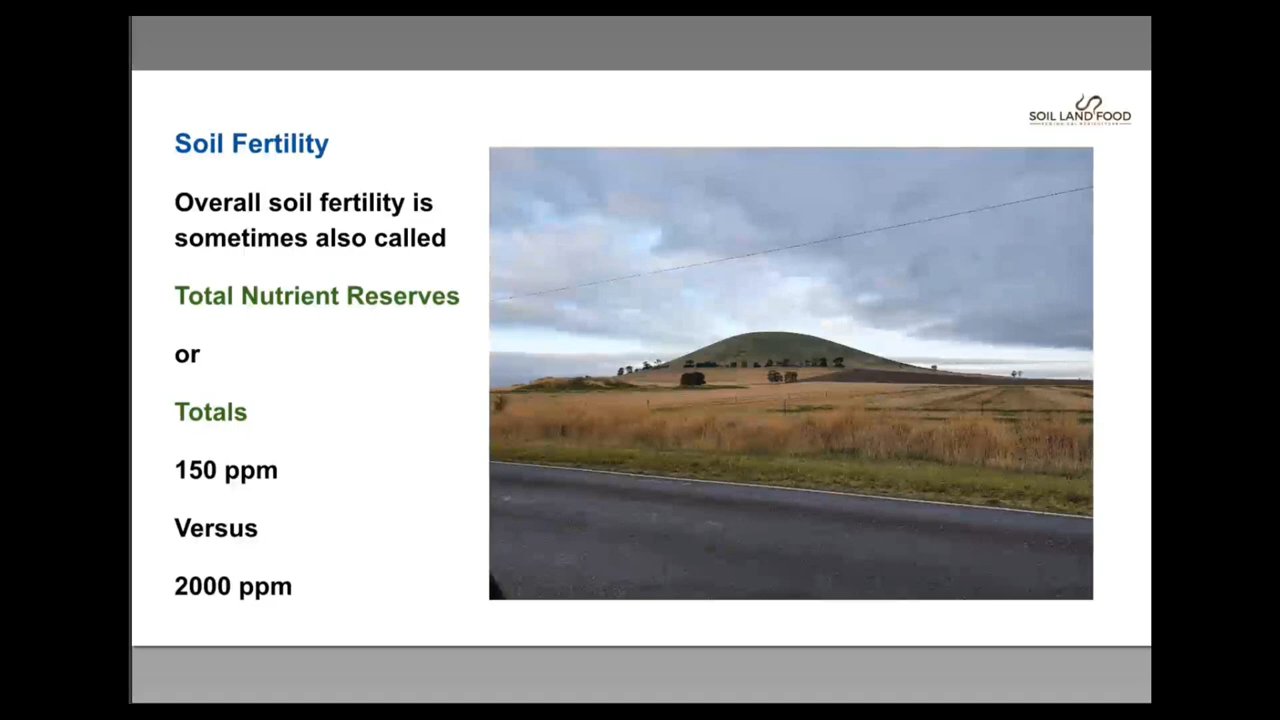 SOIL LAND FOOD
Soil Fertility
Overall soil fertility is
sometimes also called
Total Nutrient Reserves
or
Totals
150 ppm
Versus
2000 ppm